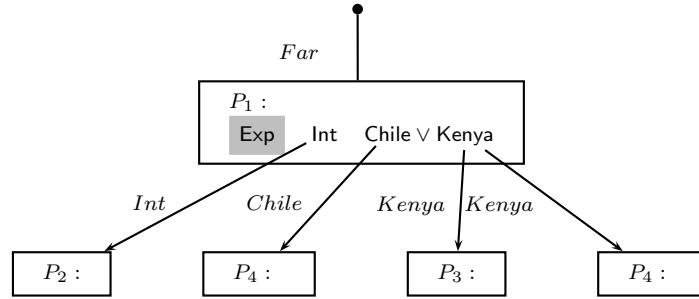 Far
P₁ :
Exp Int Chile ∨ Kenya
Int Chile Kenya Kenya
P₂ : P₄ : P₃ : P₄ :